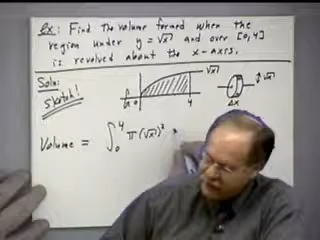 ex: Find the volume formed when the
region under y = √x and over [0,4]
is revolved about the x-axis.
Soln:
sketch!
√x
0
4
√x
Δx
Volume = ∫₀⁴ π(√x)²